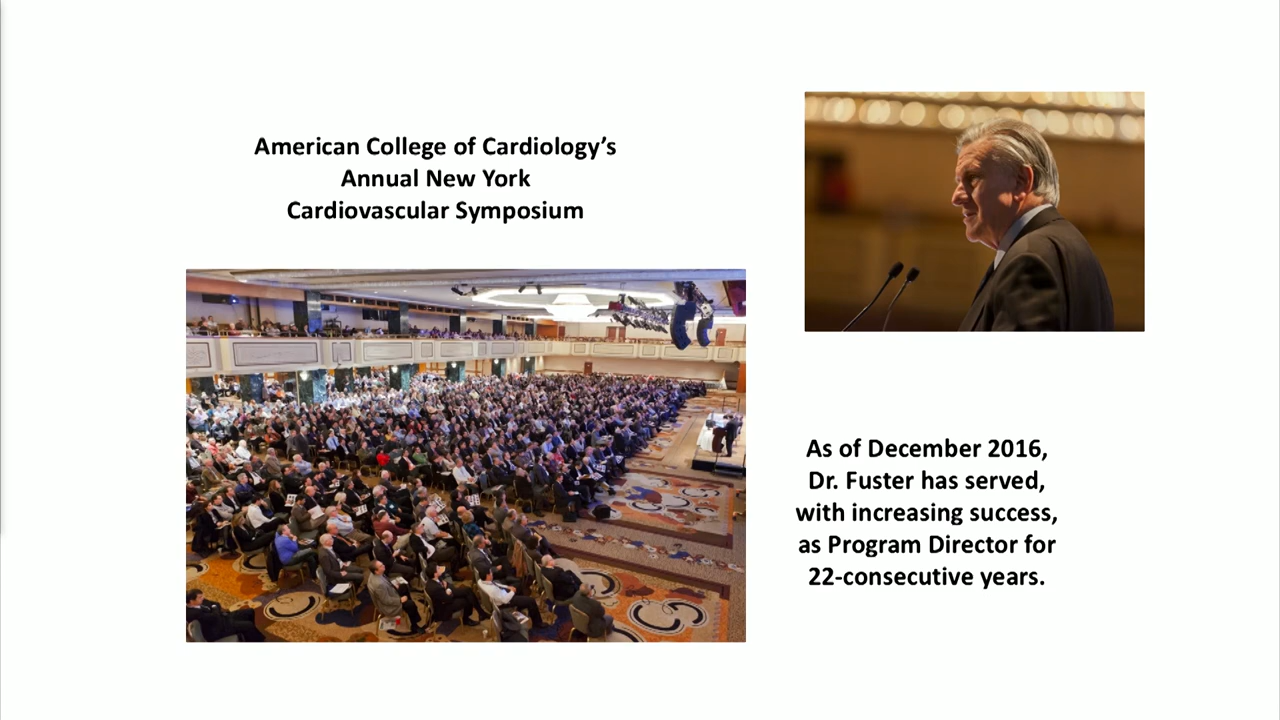 American College of Cardiology’s
Annual New York
Cardiovascular Symposium
As of December 2016,
Dr. Fuster has served,
with increasing success,
as Program Director for
22-consecutive years.